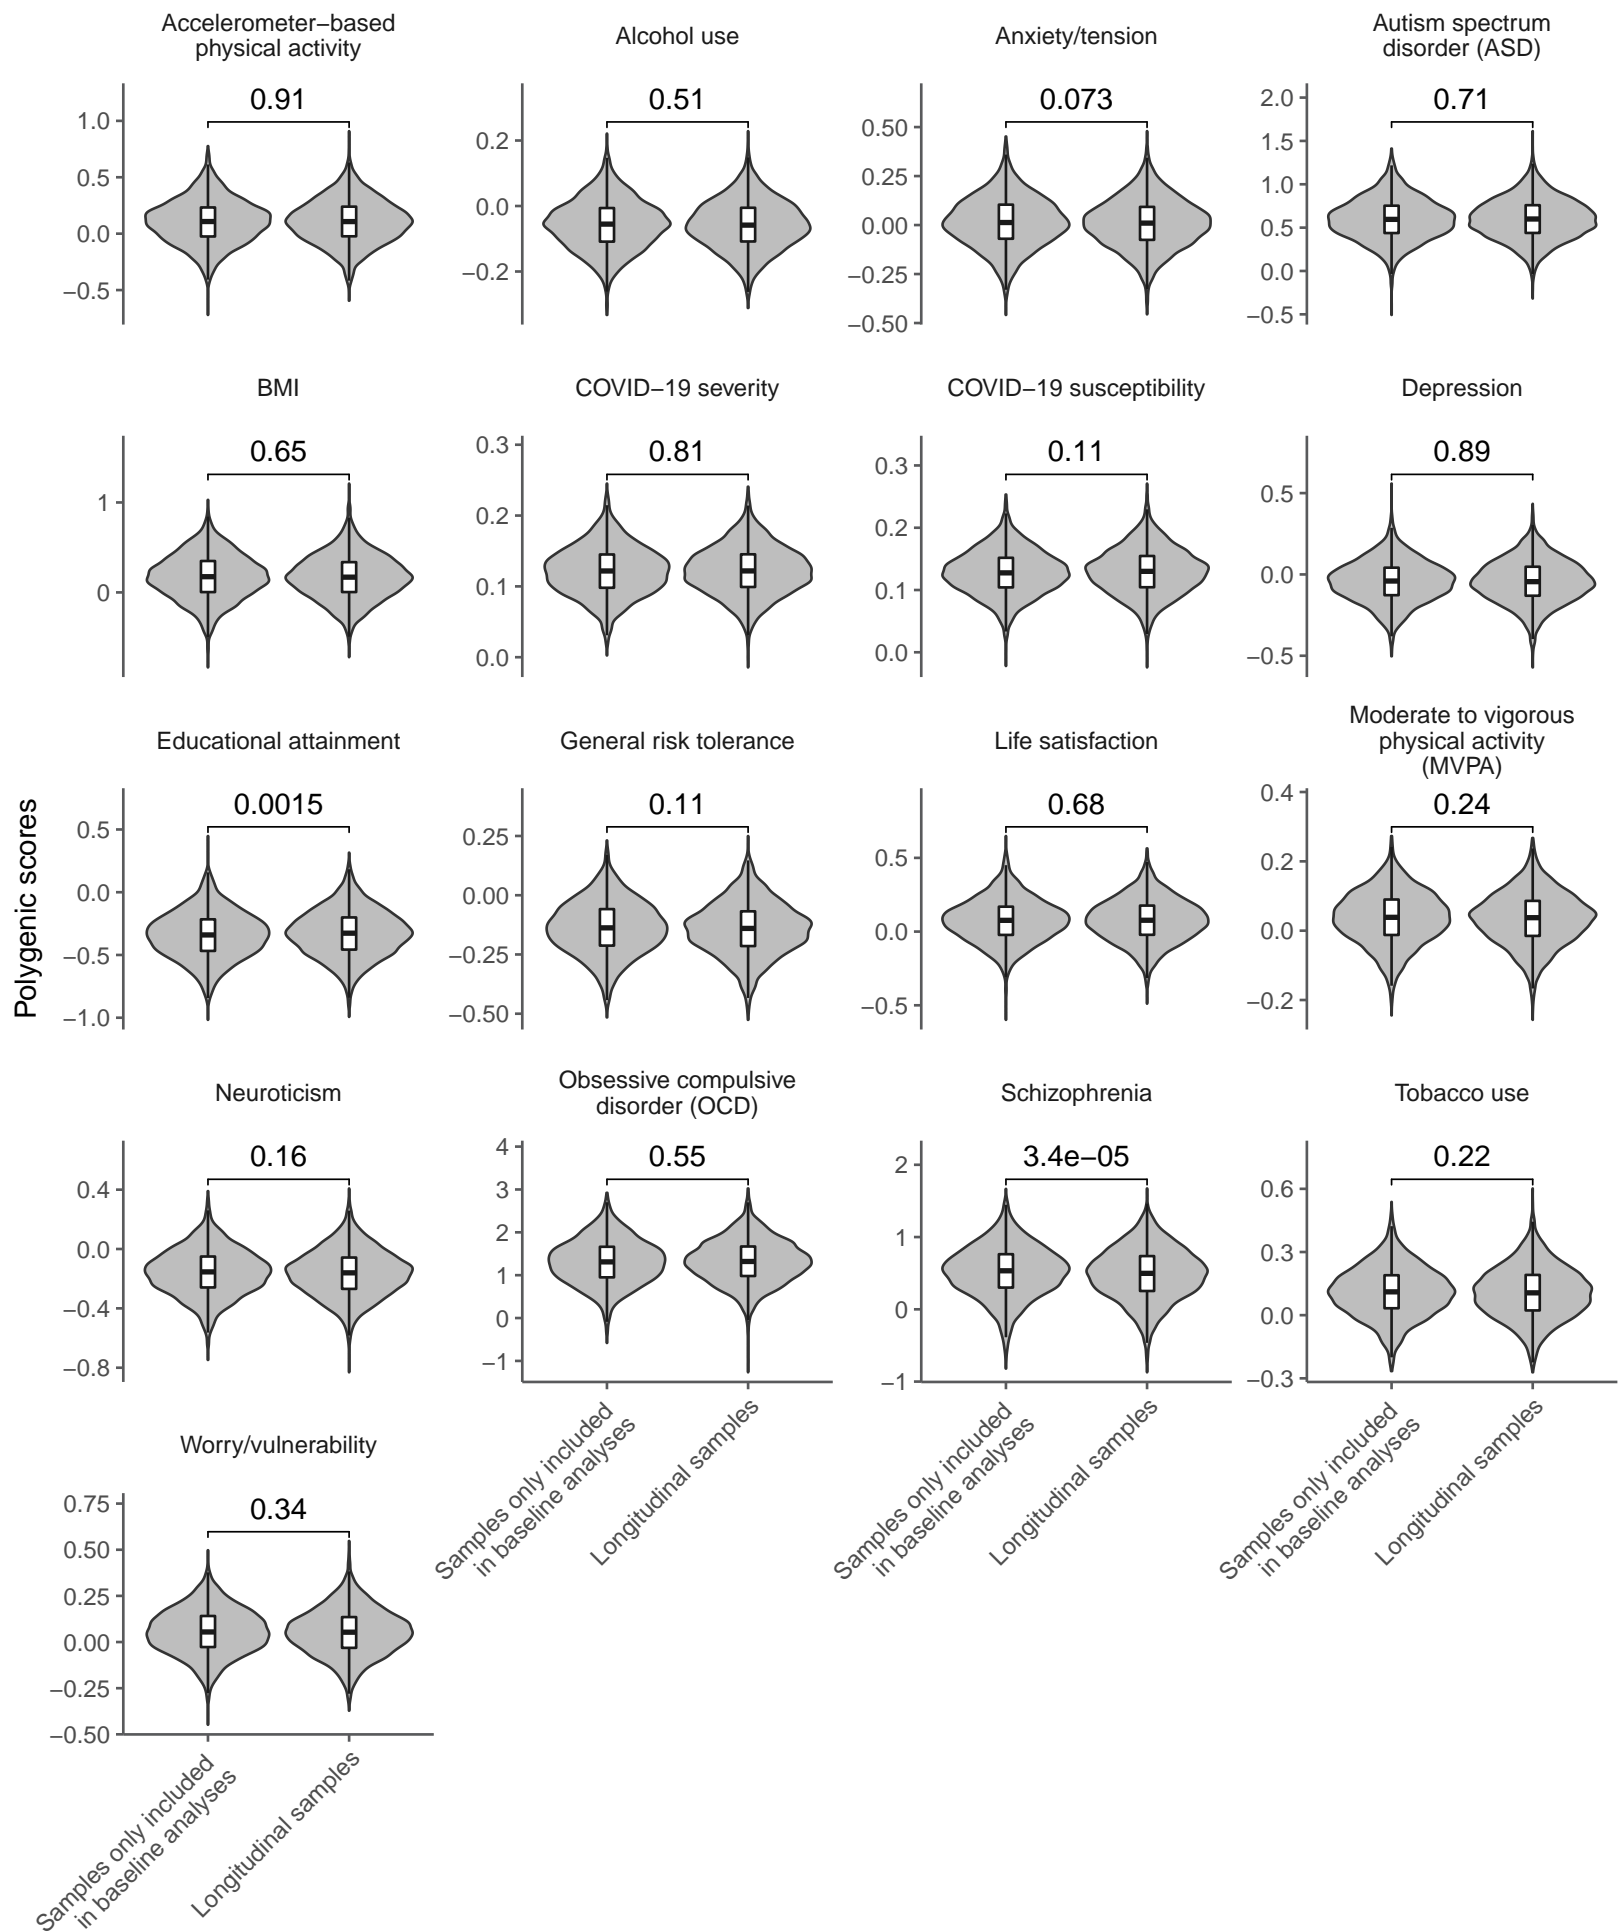 Accelerometer−based
physical activity
Alcohol use
Anxiety/tension
Autism spectrum
disorder (ASD)
0.91
1.0
0.5
0.0
−0.5
0.51
0.2
0.0
−0.2
0.073
0.50
0.25
0.00
−0.25
−0.50
0.71
2.0
1.5
1.0
0.5
0.0
−0.5
BMI
COVID−19 severity
COVID−19 susceptibility
Depression
0.65
1
0
0.81
0.3
0.2
0.1
0.0
0.11
0.3
0.2
0.1
0.0
0.89
0.5
0.0
−0.5
Polygenic scores
Educational attainment
General risk tolerance
Life satisfaction
Moderate to vigorous
physical activity
(MVPA)
0.0015
0.5
0.0
−0.5
−1.0
0.11
0.25
0.00
−0.25
−0.50
0.68
0.5
0.0
−0.5
0.24
0.4
0.2
0.0
−0.2
Neuroticism
Obsessive compulsive
disorder (OCD)
Schizophrenia
Tobacco use
0.16
0.4
0.0
−0.4
−0.8
0.55
4
3
2
1
0
−1
3.4e−05
2
1
0
−1
0.22
0.6
0.3
0.0
−0.3
Samples only included
in baseline analyses
Longitudinal samples
Samples only included
in baseline analyses
Longitudinal samples
Samples only included
in baseline analyses
Longitudinal samples
Worry/vulnerability
0.34
0.75
0.50
0.25
0.00
−0.25
−0.50
Samples only included
in baseline analyses
Longitudinal samples